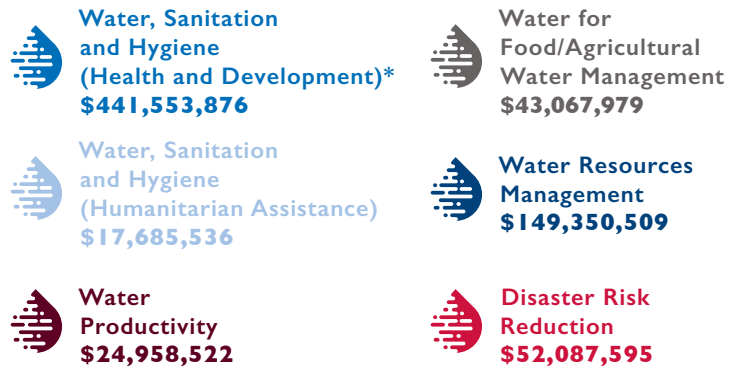 Water, Sanitation
and Hygiene
(Health and Development)*
$441,553,876
Water for
Food/Agricultural
Water Management
$43,067,979
Water, Sanitation
and Hygiene
(Humanitarian Assistance)
$17,685,536
Water Resources
Management
$149,350,509
Water
Productivity
$24,958,522
Disaster Risk
Reduction
$52,087,595